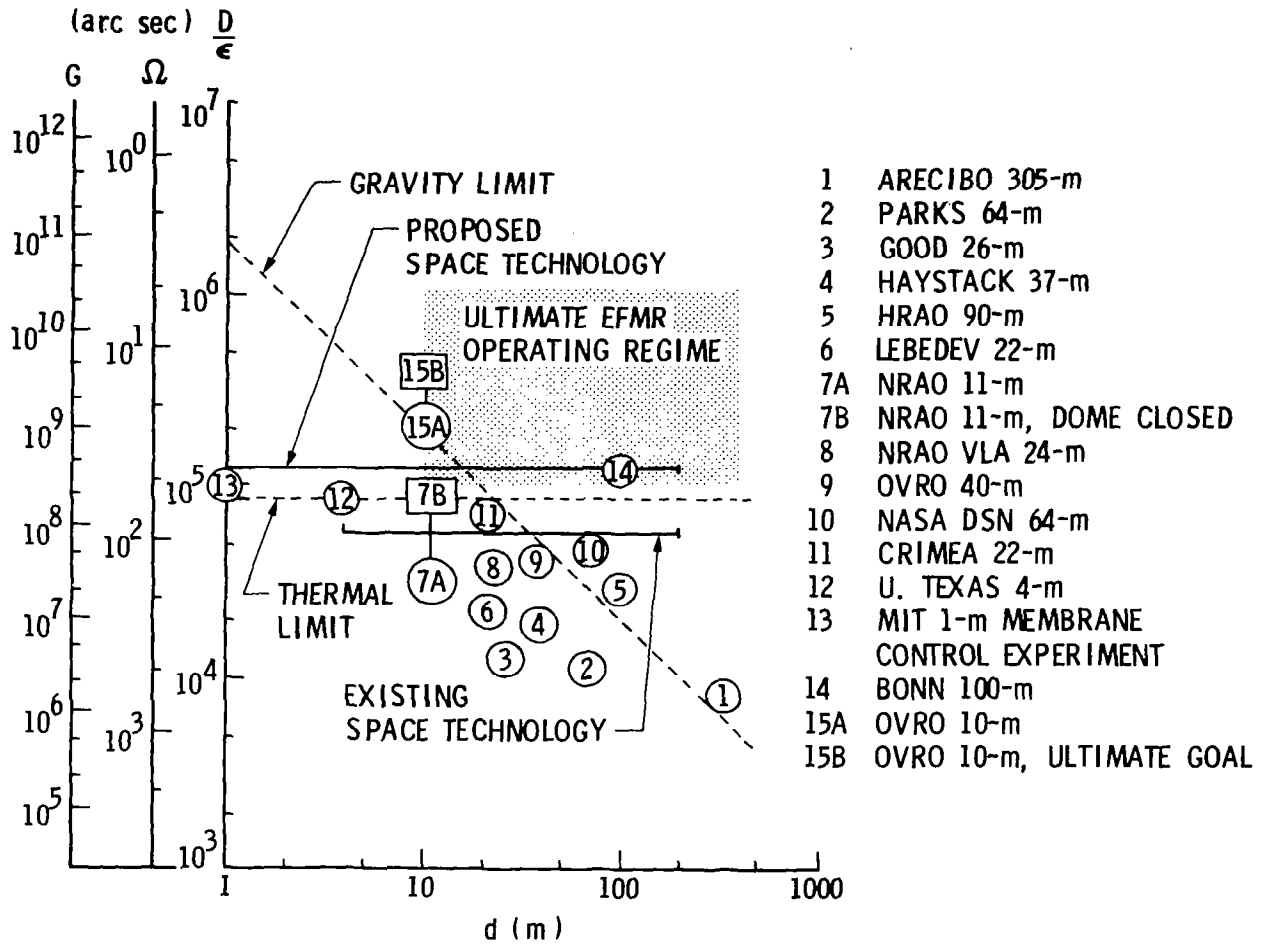 (arc sec) D/ϵ
G Ω
10^12
10^11
10^10
10^9
10^8
10^7
10^6
10^5
10^0
10^1
10^2
10^3
10^7
10^6
10^5
10^4
10^3
GRAVITY LIMIT
PROPOSED
SPACE TECHNOLOGY
ULTIMATE EFMR
OPERATING REGIME
15B
15A
14
13
12
7B
11
10
9
8
7A
5
6
4
3
2
1
THERMAL
LIMIT
EXISTING
SPACE TECHNOLOGY
1 10 100 1000
d (m)
1 ARECIBO 305-m
2 PARKS 64-m
3 GOOD 26-m
4 HAYSTACK 37-m
5 HRAO 90-m
6 LEBEDEV 22-m
7A NRAO 11-m
7B NRAO 11-m, DOME CLOSED
8 NRAO VLA 24-m
9 OVRO 40-m
10 NASA DSN 64-m
11 CRIMEA 22-m
12 U. TEXAS 4-m
13 MIT 1-m MEMBRANE
CONTROL EXPERIMENT
14 BONN 100-m
15A OVRO 10-m
15B OVRO 10-m, ULTIMATE GOAL